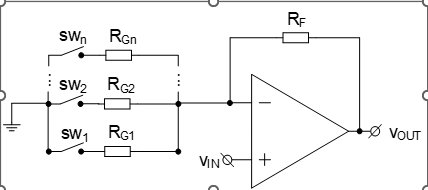 RF
swn RGn
sw2 RG2
−
sw1 RG1
vIN + vOUT